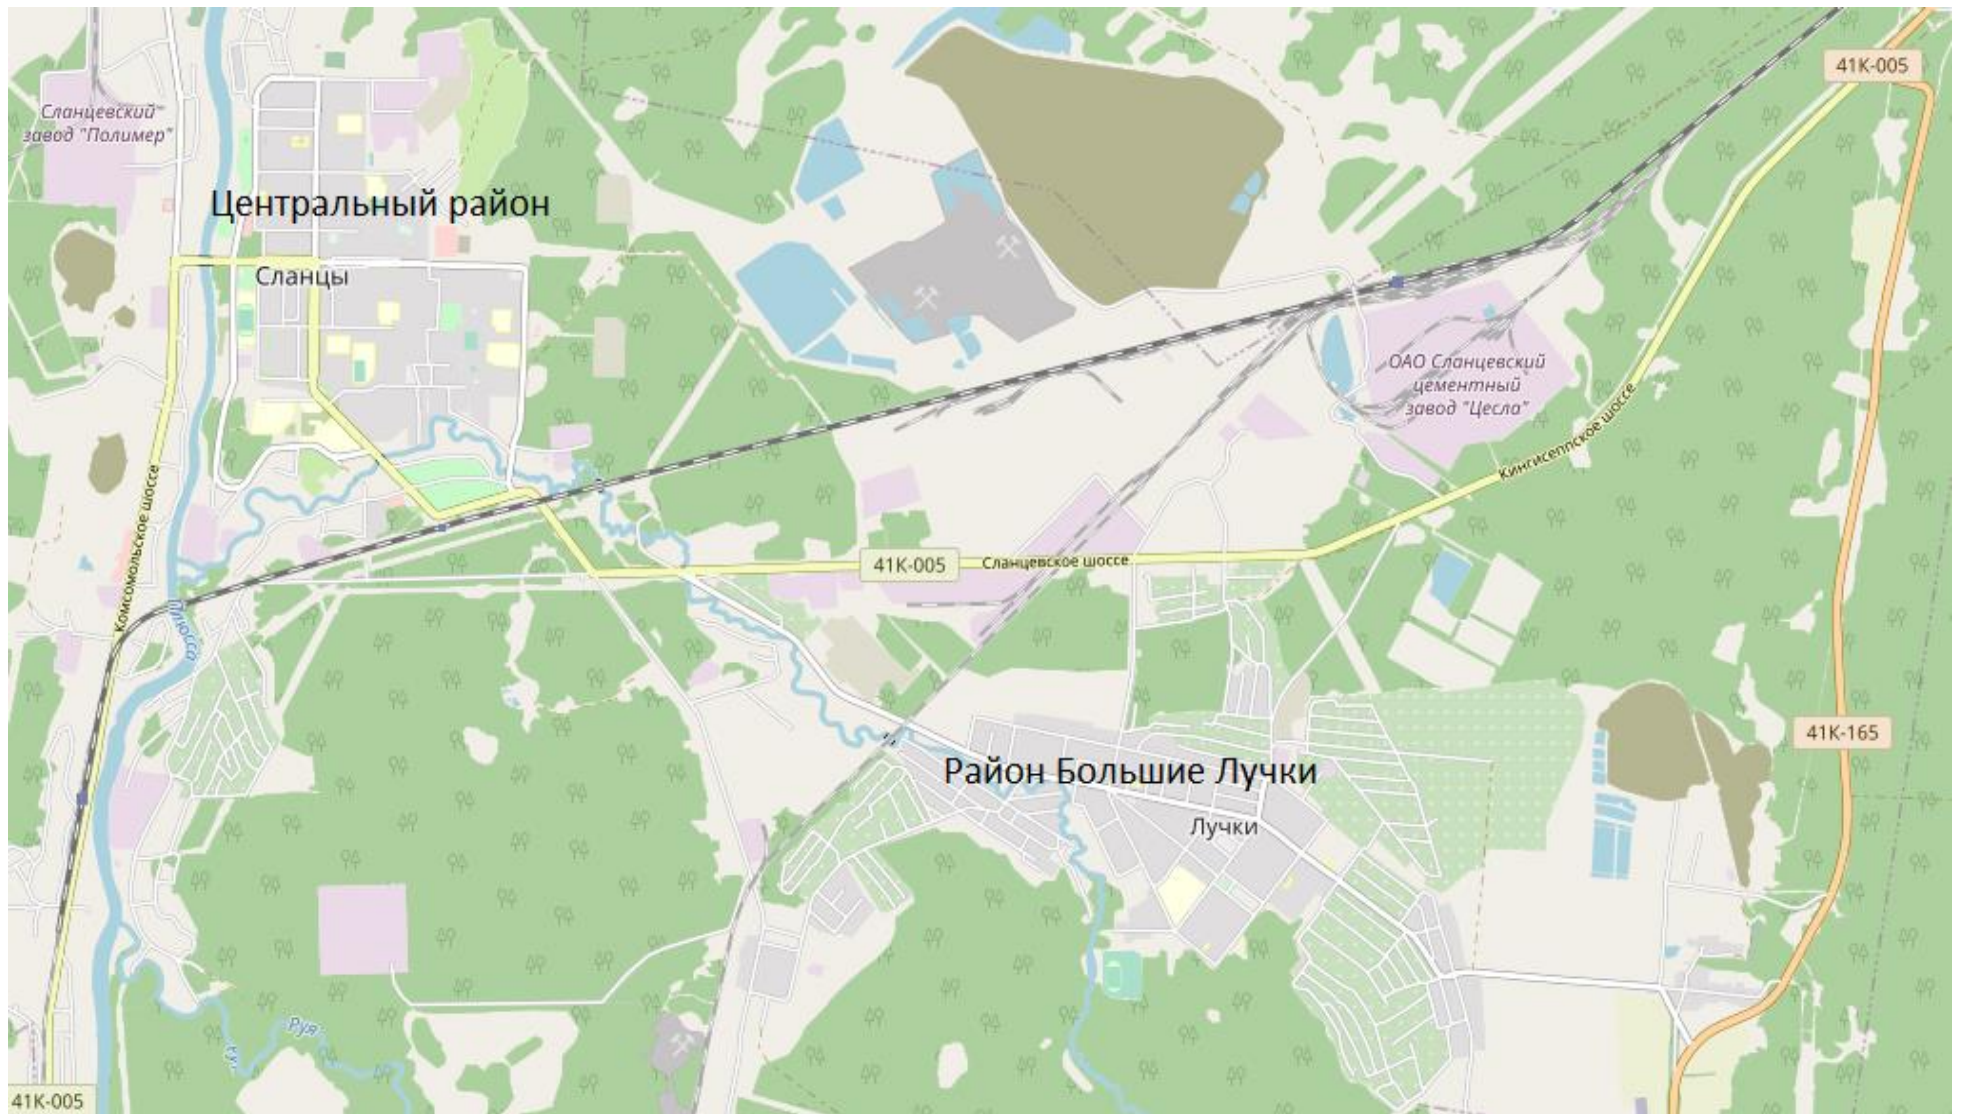 41К-005
Сланцевский
завод "Полимер"
Центральный район
Сланцы
ОАО Сланцевский
цементный
завод "Цесла"
Кингисеппское шоссе
Комсомольское шоссе
41К-005
Сланцевское шоссе
Плюсса
41К-165
Район Большие Лучки
Лучки
Руя
41К-005